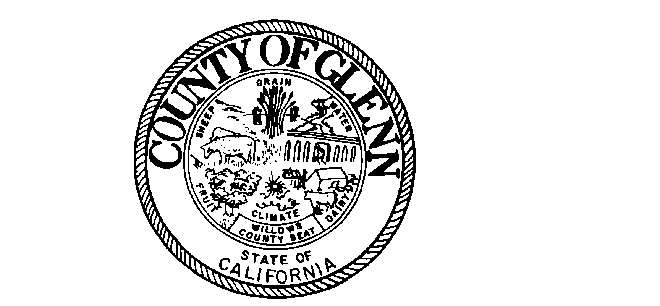 COUNTY OF GLENN
GRAIN
SHEEP
WATER
FRUIT
DAIRYING
CLIMATE
WILLOWS
COUNTY SEAT
STATE OF
CALIFORNIA